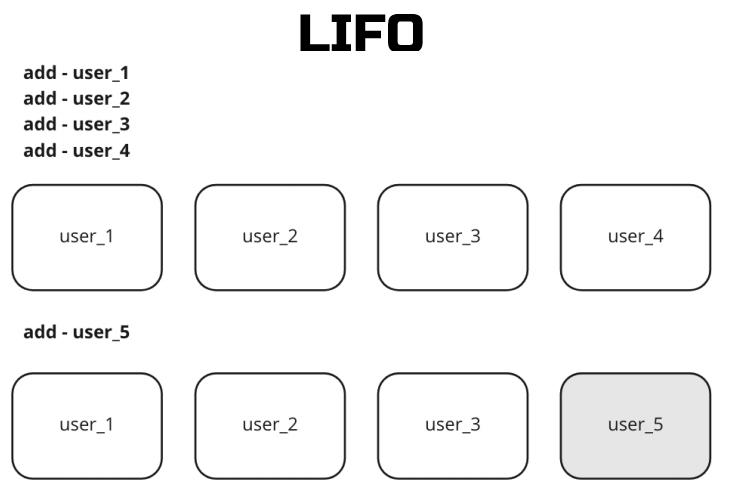 LIFO
add - user_1
add - user_2
add - user_3
add - user_4
user_1 user_2 user_3 user_4
add - user_5
user_1 user_2 user_3 user_5